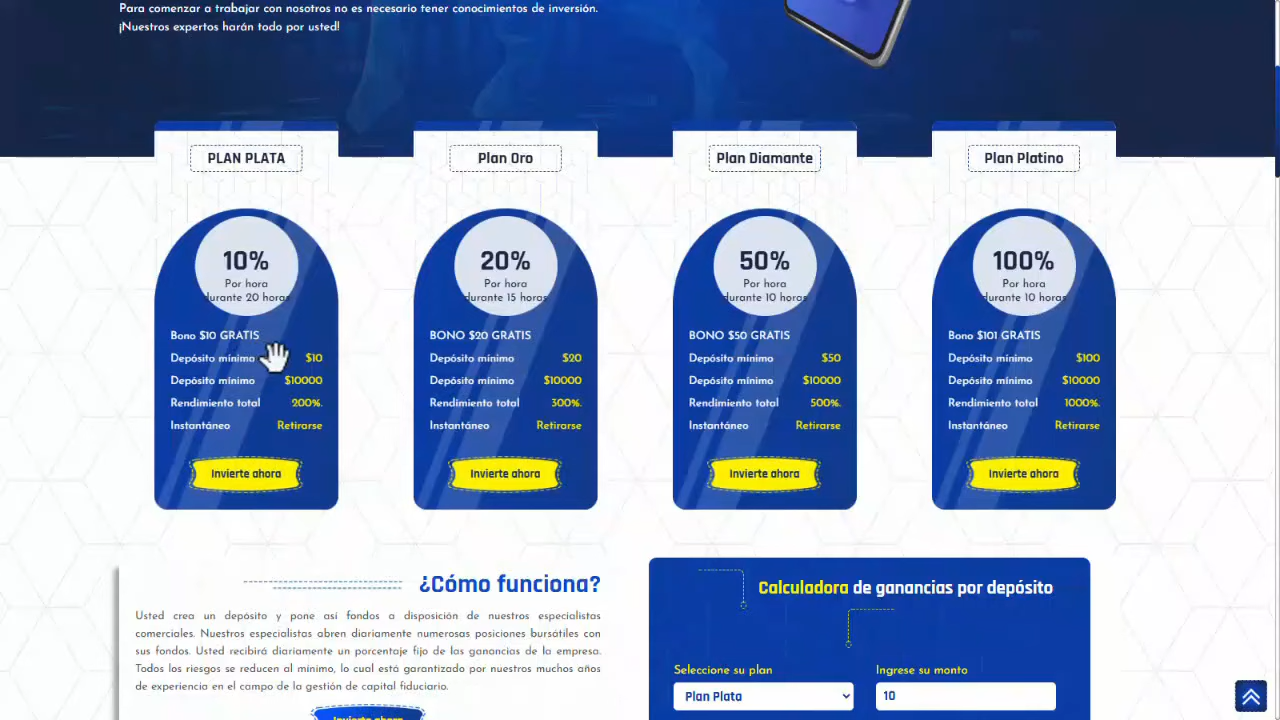 Para comenzar a trabajar con nosotros no es necesario tener conocimientos de inversión.
¡Nuestros expertos harán todo por usted!
PLAN PLATA
10%
Por hora
durante 20 horas
Bono $10 GRATIS
Depósito mínimo $10
Depósito mínimo $10000
Rendimiento total 200%.
Instantáneo Retirarse
Invierte ahora
Plan Oro
20%
Por hora
durante 15 horas
BONO $20 GRATIS
Depósito mínimo $20
Depósito mínimo $10000
Rendimiento total 300%.
Instantáneo Retirarse
Invierte ahora
Plan Diamante
50%
Por hora
durante 10 horas
BONO $50 GRATIS
Depósito mínimo $50
Depósito mínimo $10000
Rendimiento total 500%.
Instantáneo Retirarse
Invierte ahora
Plan Platino
100%
Por hora
durante 10 horas
Bono $101 GRATIS
Depósito mínimo $100
Depósito mínimo $10000
Rendimiento total 1000%.
Instantáneo Retirarse
Invierte ahora
¿Cómo funciona?
Usted crea un depósito y pone así fondos a disposición de nuestros especialistas
comerciales. Nuestros especialistas abren diariamente numerosas posiciones bursátiles con
sus fondos. Usted recibirá diariamente un porcentaje fijo de las ganancias de la empresa.
Todos los riesgos se reducen al mínimo, lo cual está garantizado por nuestros muchos años
de experiencia en el campo de la gestión de capital fiduciario.
Invierte ahora
Calculadora de ganancias por depósito
Seleccione su plan
Plan Plata
Ingrese su monto
10